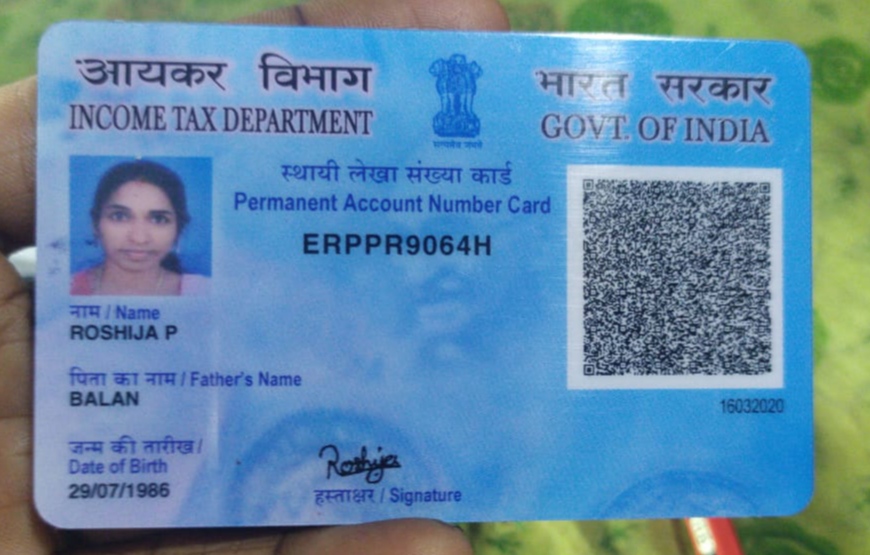 आयकर विभाग
INCOME TAX DEPARTMENT
भारत सरकार
GOVT. OF INDIA
सत्यमेव जयते
स्थायी लेखा संख्या कार्ड
Permanent Account Number Card
ERPPR9064H
नाम / Name
ROSHIJA P
पिता का नाम / Father's Name
BALAN
जन्म की तारीख /
Date of Birth
29/07/1986
Roshija
हस्ताक्षर / Signature
16032020